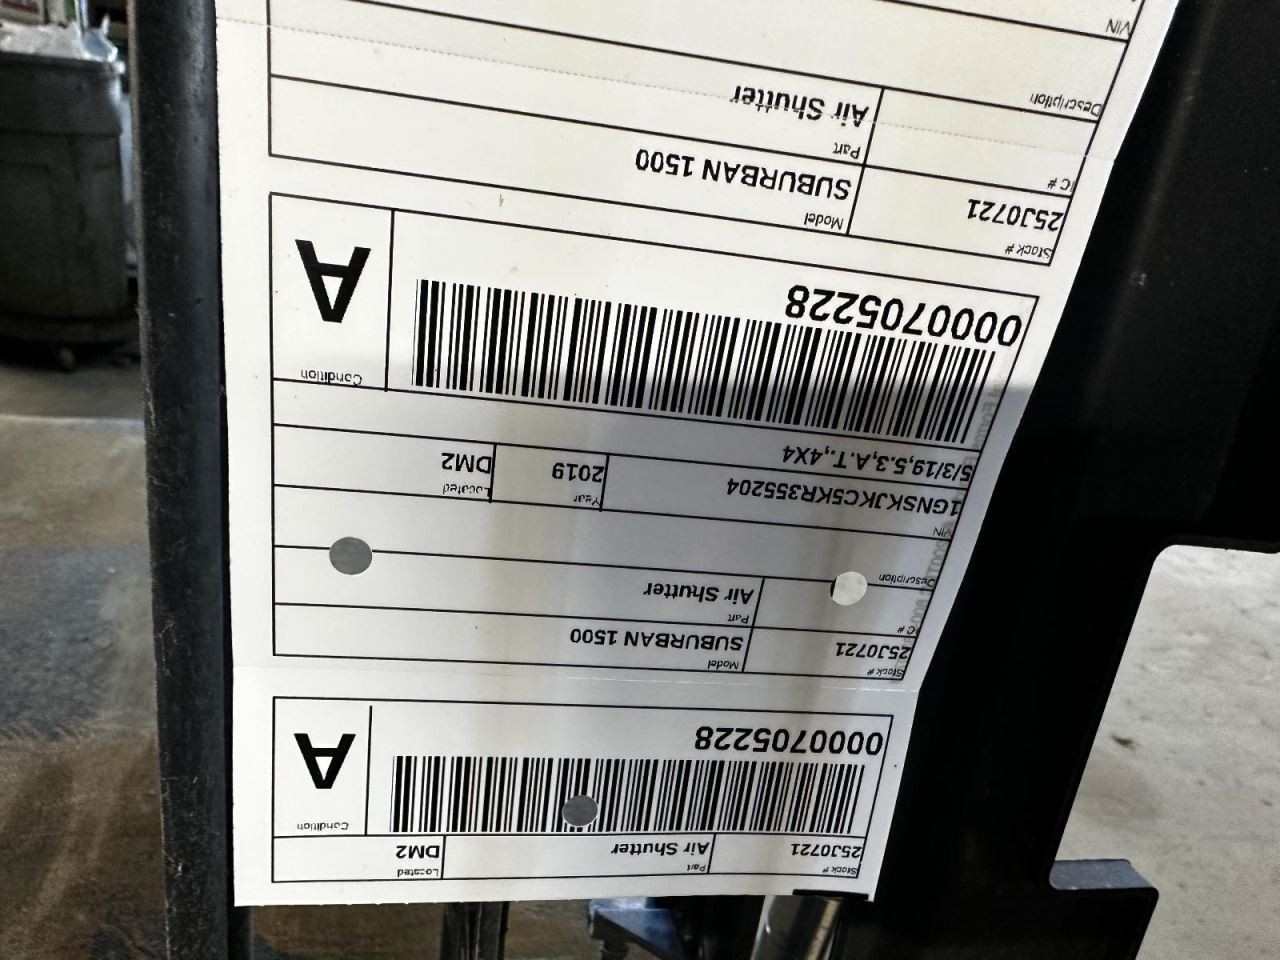 Stock # Part Located
25J0721 Air Shutter DM2
Condition
A
0000705228
Stock # Model
25J0721 SUBURBAN 1500
IC # Part
Air Shutter
Description
VIN Year Located
1GNSKJKC5KR355204 2019 DM2
5/3/19,5.3,A.T.,4X4
Condition
A
0000705228
Stock # Model
25J0721 SUBURBAN 1500
IC # Part
Air Shutter
Description
VIN